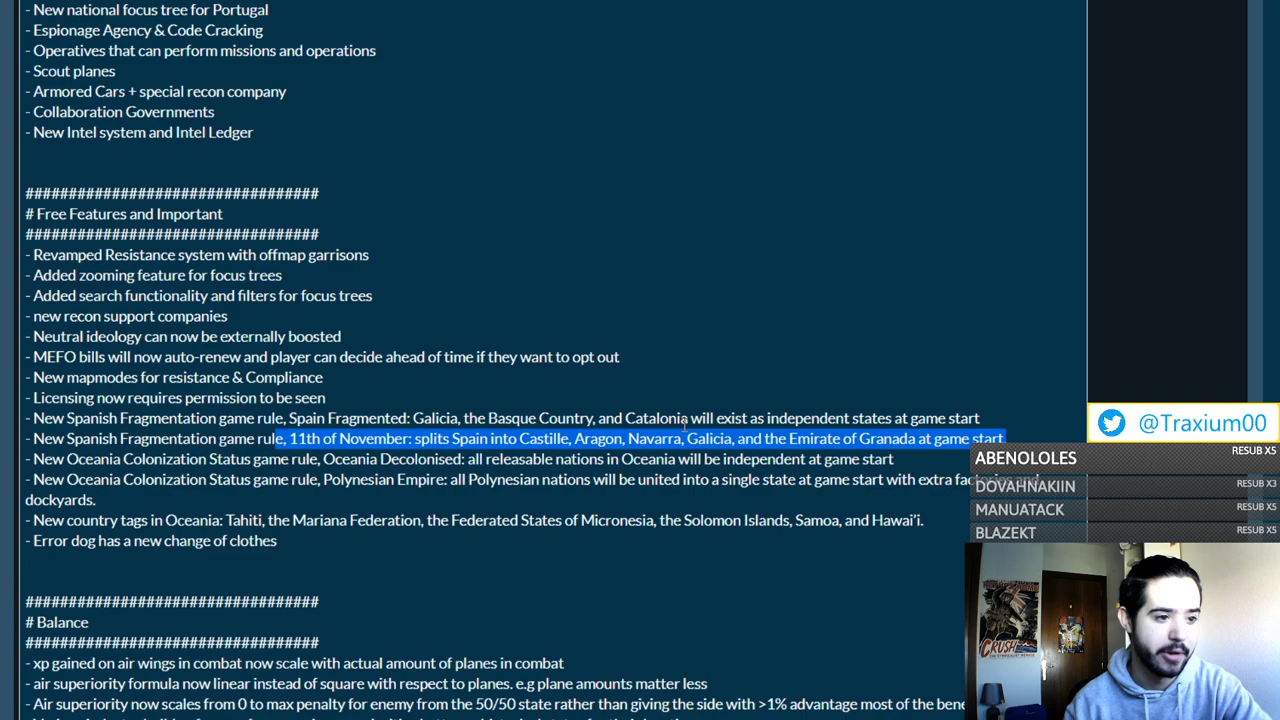 - New national focus tree for Portugal
- Espionage Agency & Code Cracking
- Operatives that can perform missions and operations
- Scout planes
- Armored Cars + special recon company
- Collaboration Governments
- New Intel system and Intel Ledger
##################################
# Free Features and Important
##################################
- Revamped Resistance system with offmap garrisons
- Added zooming feature for focus trees
- Added search functionality and filters for focus trees
- new recon support companies
- Neutral ideology can now be externally boosted
- MEFO bills will now auto-renew and player can decide ahead of time if they want to opt out
- New mapmodes for resistance & Compliance
- Licensing now requires permission to be seen
- New Spanish Fragmentation game rule, Spain Fragmented: Galicia, the Basque Country, and Catalonia will exist as independent states at game start
- New Spanish Fragmentation game rule, 11th of November: splits Spain into Castille, Aragon, Navarra, Galicia, and the Emirate of Granada at game start
- New Oceania Colonization Status game rule, Oceania Decolonised: all releasable nations in Oceania will be independent at game start
- New Oceania Colonization Status game rule, Polynesian Empire: all Polynesian nations will be united into a single state at game start with extra
dockyards.
- New country tags in Oceania: Tahiti, the Mariana Federation, the Federated States of Micronesia, the Solomon Islands, Samoa, and Hawai'i.
- Error dog has a new change of clothes
##################################
# Balance
##################################
- xp gained on air wings in combat now scale with actual amount of planes in combat
- air superiority formula now linear instead of square with respect to planes. e.g plane amounts matter less
- Air superiority now scales from 0 to max penalty for enemy from the 50/50 state rather than giving the side with >1% advantage most of the
@Traxium00
ABENOLOLES RESUB X5
DOVAHNAKIIN RESUB X3
MANUATACK RESUB X5
BLAZEKT RESUB X5
CRUSH